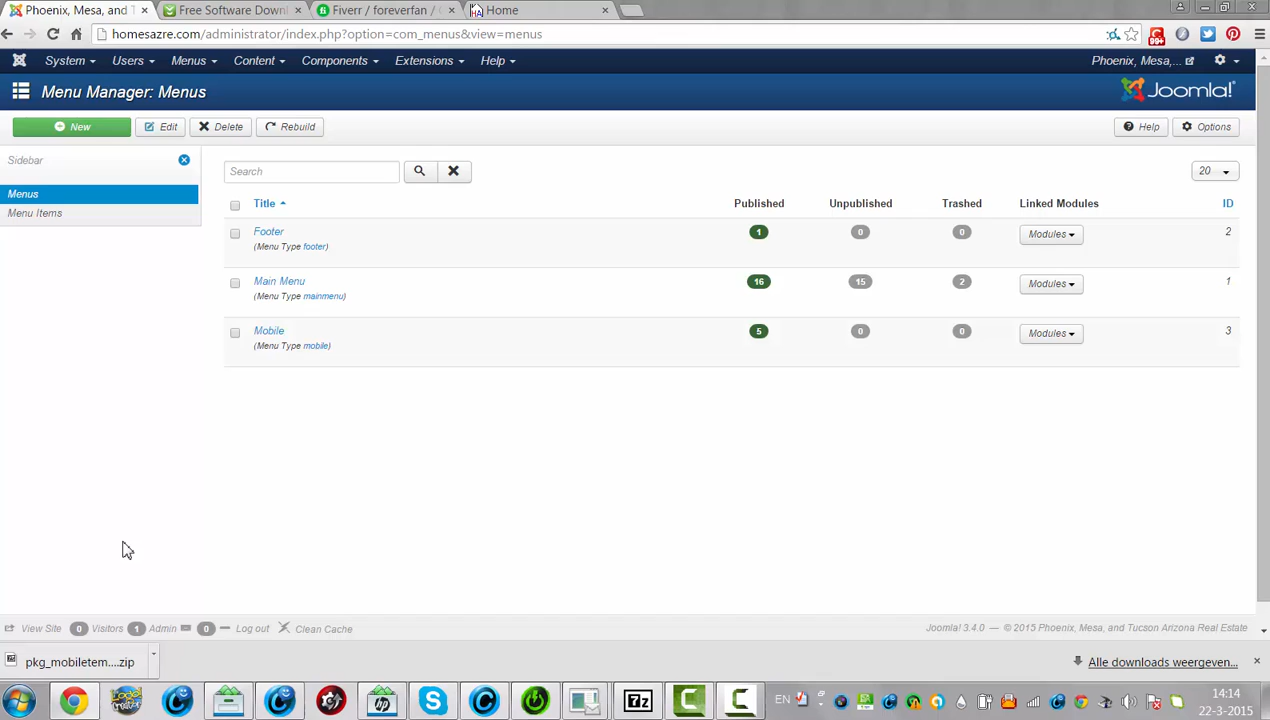 Phoenix, Mesa, and T
Free Software Downl
Fiverr / foreverfan /
Home
homesazre.com/administrator/index.php?option=com_menus&view=menus
99+
System Users Menus Content Components Extensions Help Phoenix, Mesa,...
Menu Manager: Menus Joomla!
New Edit Delete Rebuild Help Options
Sidebar
Menus
Menu Items
Search 20
Title Published Unpublished Trashed Linked Modules ID
Footer 1 0 0 Modules 2
(Menu Type footer)
Main Menu 16 15 2 Modules 1
(Menu Type mainmenu)
Mobile 5 0 0 Modules 3
(Menu Type mobile)
View Site 0 Visitors 1 Admin 0 Log out Clean Cache Joomla! 3.4.0 — © 2015 Phoenix, Mesa, and Tucson Arizona Real Estate
pkg_mobiletem....zip Alle downloads weergeven...
7z EN 14:14
22-3-2015